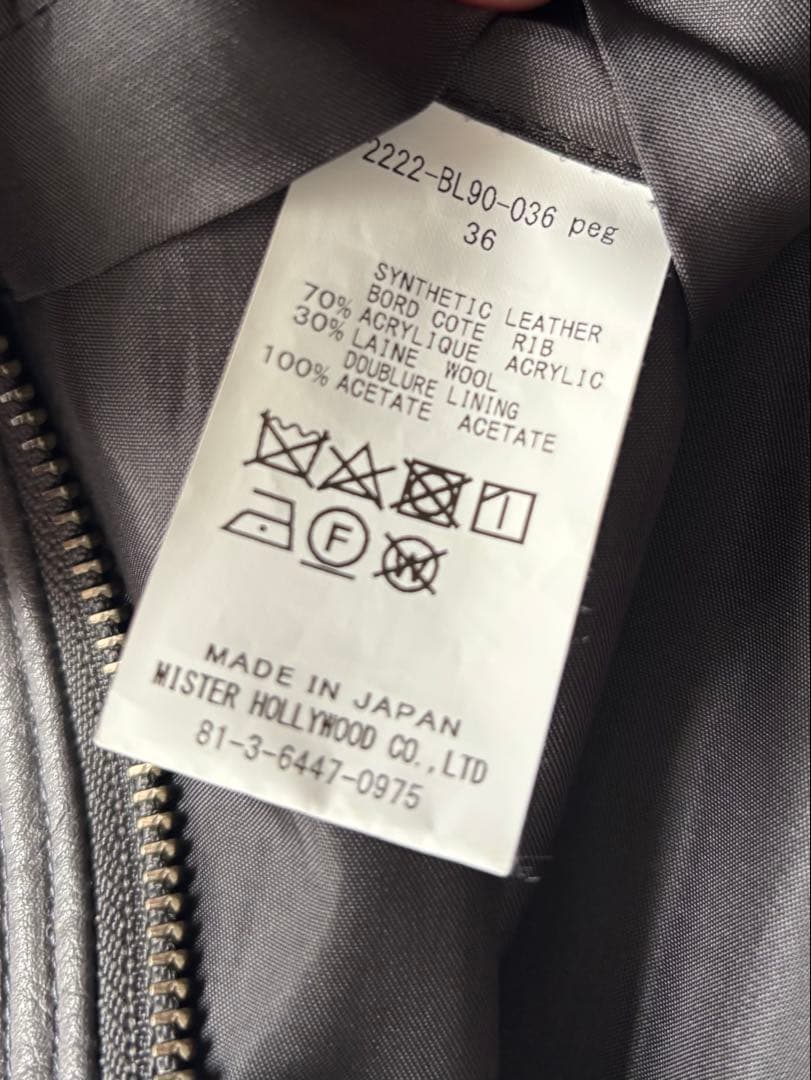 2222-BL90-036 peg
36
SYNTHETIC LEATHER
BORD COTE RIB
70% ACRYLIQUE ACRYLIC
30% LAINE WOOL
DOUBLURE LINING
100% ACETATE ACETATE
F
W
MADE IN JAPAN
MISTER HOLLYWOOD CO.,LTD
81-3-6447-0975